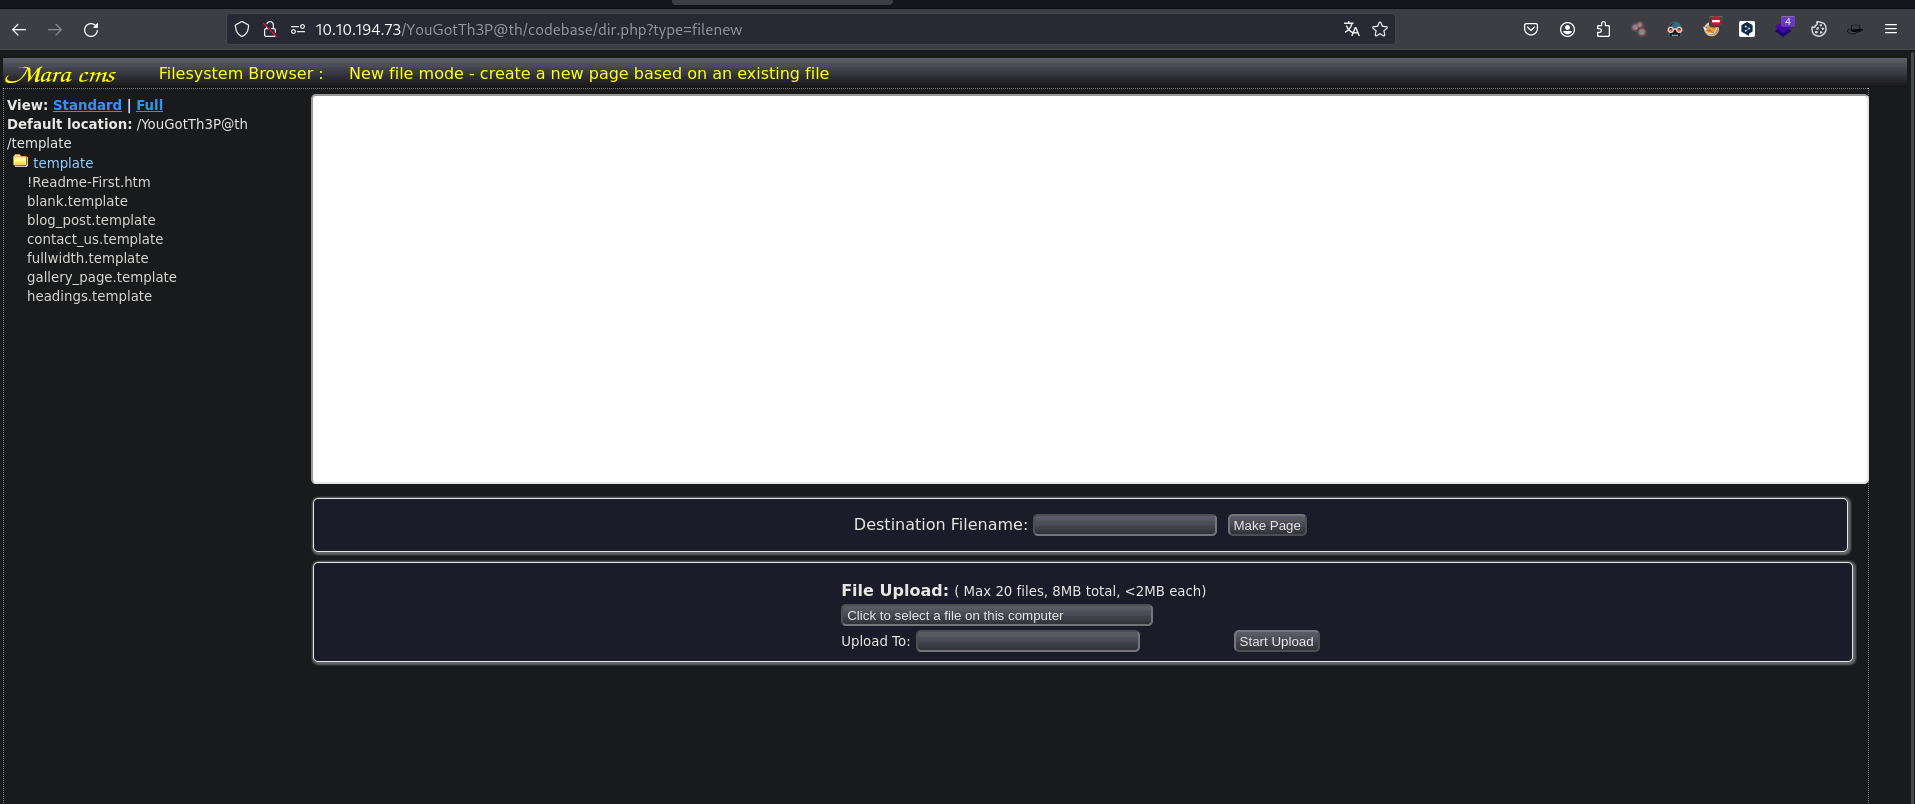 10.10.194.73/YouGotTh3P@th/codebase/dir.php?type=filenew
4
Mara cms Filesystem Browser : New file mode - create a new page based on an existing file
View: Standard | Full
Default location: /YouGotTh3P@th
/template
template
!Readme-First.htm
blank.template
blog_post.template
contact_us.template
fullwidth.template
gallery_page.template
headings.template
Destination Filename: Make Page
File Upload: ( Max 20 files, 8MB total, <2MB each)
Click to select a file on this computer
Upload To: Start Upload